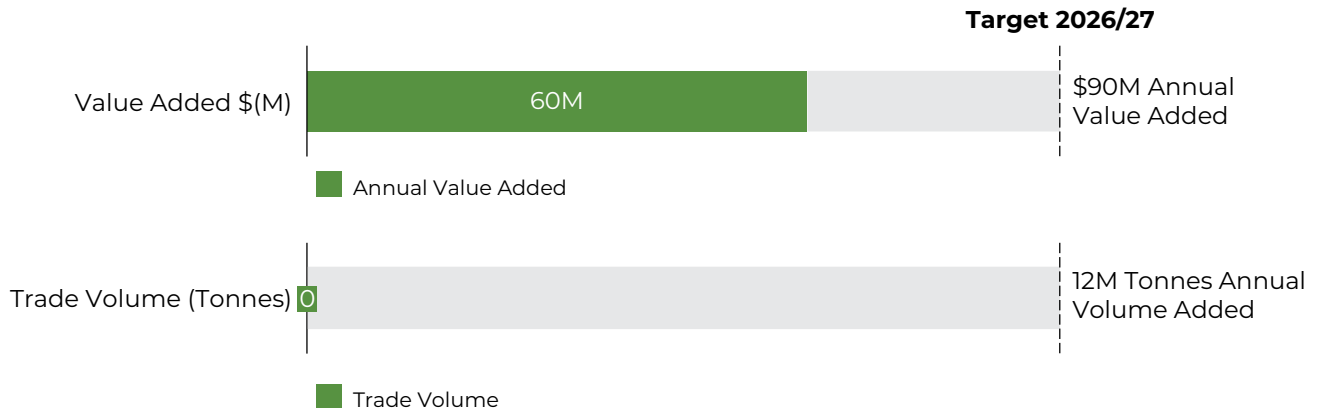 Target 2026/27
Value Added $(M)
60M
$90M Annual
Value Added
Annual Value Added
Trade Volume (Tonnes)
0
12M Tonnes Annual
Volume Added
Trade Volume